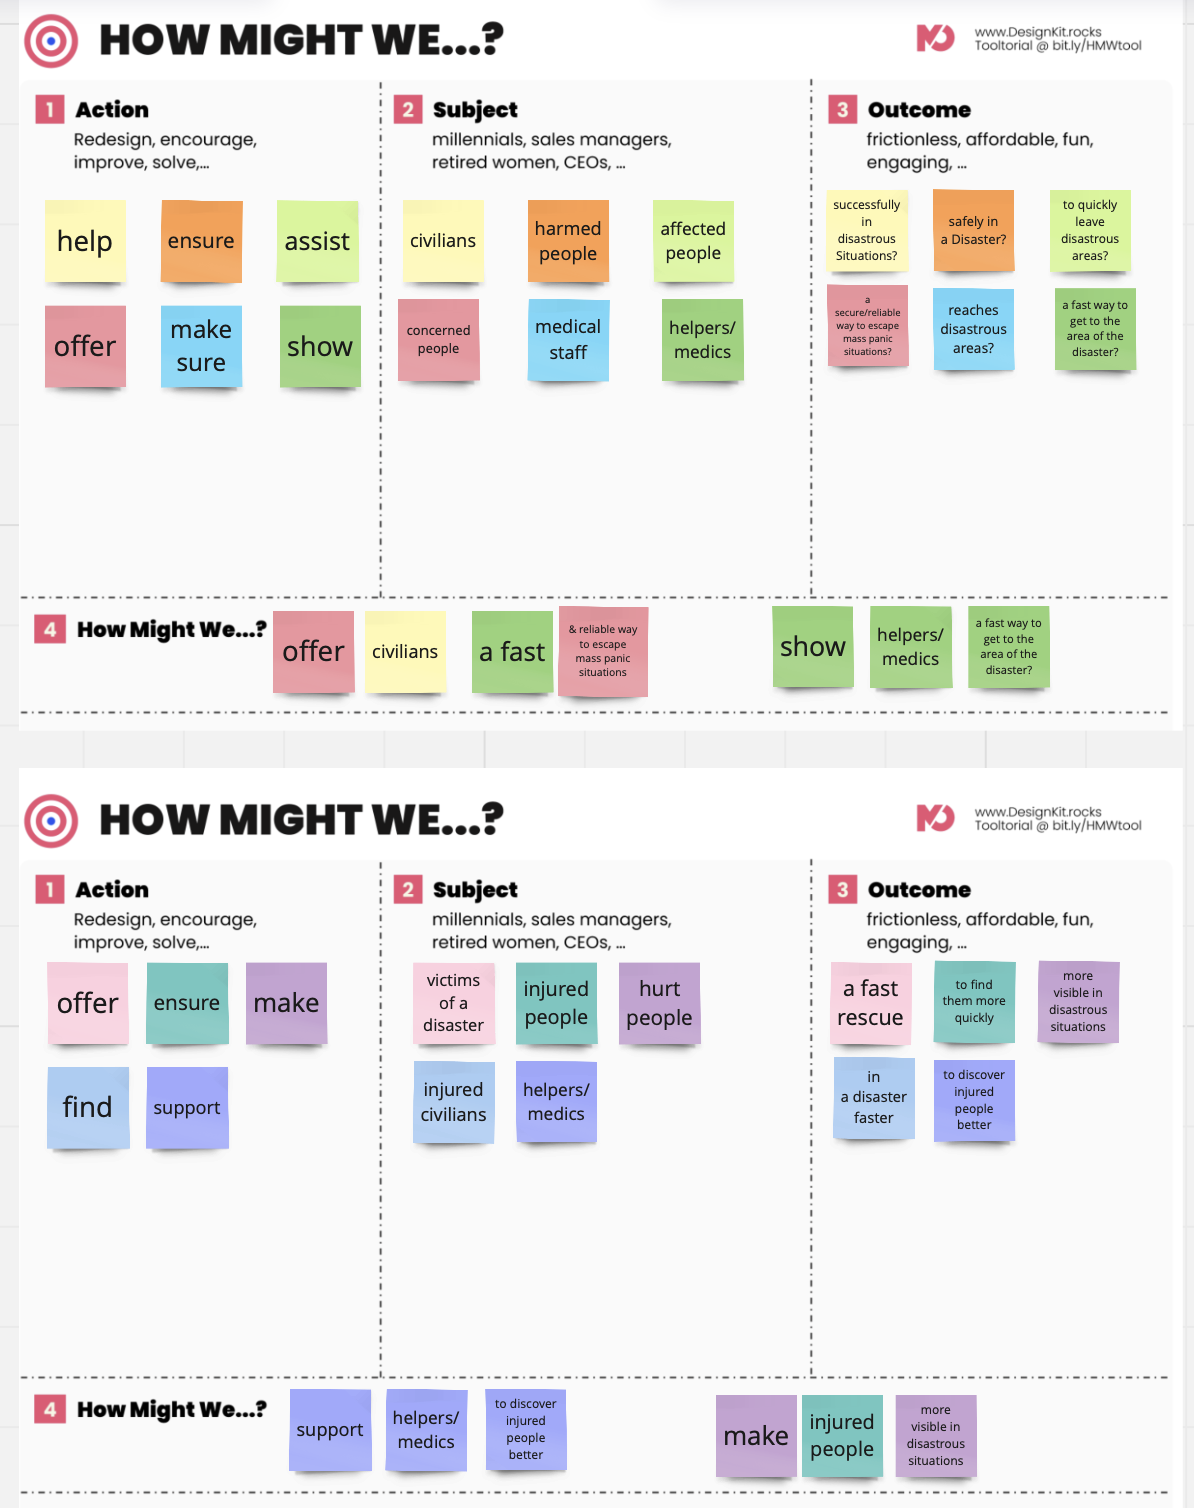 HOW MIGHT WE...?
www.DesignKit.rocks
Tooltorial @ bit.ly/HMWtool
1 Action
Redesign, encourage,
improve, solve,...
2 Subject
millennials, sales managers,
retired women, CEOs, ...
3 Outcome
frictionless, affordable, fun,
engaging, ...
help
ensure
assist
offer
make
sure
show
civilians
harmed
people
affected
people
concerned
people
medical
staff
helpers/
medics
successfully
in
disastrous
Situations?
safely in
a Disaster?
to quickly
leave
disastrous
areas?
a
secure/reliable
way to escape
mass panic
situations?
reaches
disastrous
areas?
a fast way to
get to the
area of the
disaster?
4 How Might We...?
offer
civilians
a fast
& reliable way
to escape
mass panic
situations
show
helpers/
medics
a fast way to
get to the
area of the
disaster?
HOW MIGHT WE...?
www.DesignKit.rocks
Tooltorial @ bit.ly/HMWtool
1 Action
Redesign, encourage,
improve, solve,...
2 Subject
millennials, sales managers,
retired women, CEOs, ...
3 Outcome
frictionless, affordable, fun,
engaging, ...
offer
ensure
make
find
support
victims
of a
disaster
injured
people
hurt
people
injured
civilians
helpers/
medics
a fast
rescue
to find
them more
quickly
more
visible in
disastrous
situations
in
a disaster
faster
to discover
injured
people
better
4 How Might We...?
support
helpers/
medics
to discover
injured
people
better
make
injured
people
more
visible in
disastrous
situations